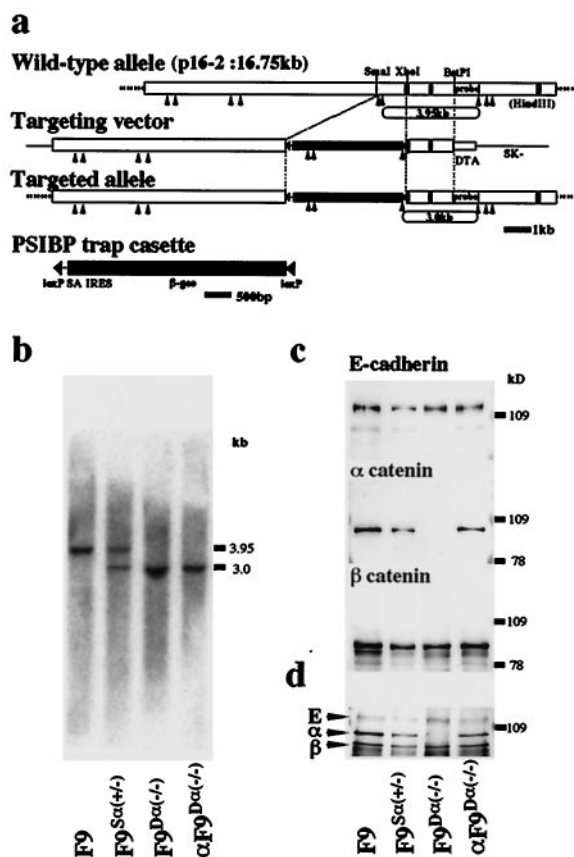 a
Wild-type allele (p16-2 :16.75kb)
SmaI XhoI BstPI
probe
(HindIII)
3.95kb
Targeting vector
DTA
SK-
Targeted allele
probe
3.0kb
1kb
PSIBP trap casette
loxP SA IRES β-geo loxP
500bp
b
kb
3.95
3.0
F9
F9Sα(+/-)
F9Dα(-/-)
αF9Dα(-/-)
c
E-cadherin
kD
109
α catenin
109
78
β catenin
109
78
d
E
α
β
109
F9
F9Sα(+/-)
F9Dα(-/-)
αF9Dα(-/-)